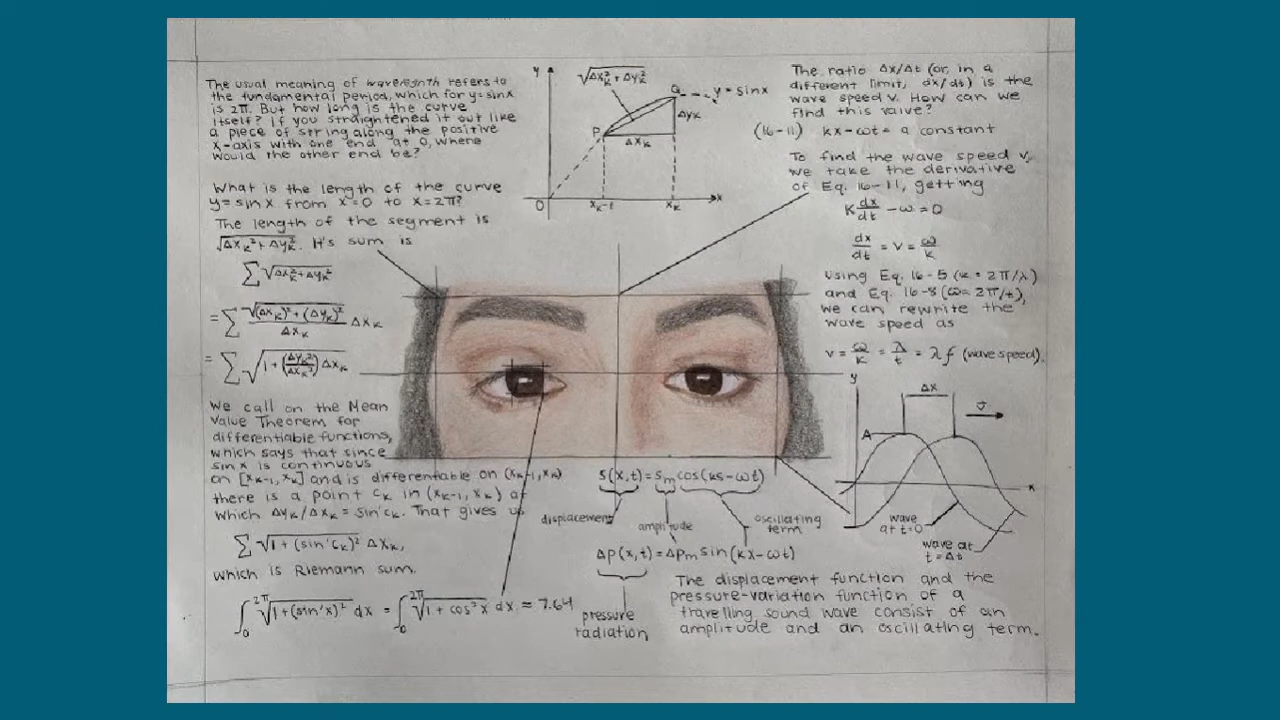 The usual meaning of wavelength refers to
the fundamental period, which for y=sinx
is 2π. But how long is the curve
itself? If you straightened it out like
a piece of string along the positive
x-axis with one end at 0, where
would the other end be?
What is the length of the curve
y=sin x from x=0 to x=2π?
The length of the segment is
√Δxₖ²+Δyₖ². It's sum is
∑√Δxₖ²+Δyₖ²
=∑ √(Δxₖ)²+(Δyₖ)² / Δxₖ Δxₖ
=∑√1+(Δyₖ²/Δxₖ²) Δxₖ
We call on the Mean
Value Theorem for
differentiable functions,
which says that since
sin x is continuous
on [xₖ-1, xₖ] and is differentiable on (xₖ-1, xₖ)
there is a point cₖ in (xₖ-1, xₖ) at
which Δyₖ/Δxₖ = sin'cₖ. That gives us
∑√1+(sin'cₖ)² Δxₖ,
which is Riemann sum.
∫₀²π √1+(sin'x)² dx = ∫₀²π √1+cos²x dx ≈ 7.64
y
√Δxₖ²+Δyₖ²
Q
y=sinx
P
Δyₖ
Δxₖ
0
xₖ-1
xₖ
x
The ratio Δx/Δt (or, in a
different limit, dx/dt) is the
wave speed v. How can we
find this value?
(16-11) kx-ωt=a constant
To find the wave speed v,
we take the derivative
of Eq. 16-11, getting
K dx/dt - ω = 0
dx/dt = v = ω/k
using Eq. 16-5 (k=2π/λ)
and Eq. 16-8 (ω=2π/t),
we can rewrite the
wave speed as
v = ω/k = λ/t = λf (wave speed).
y
Δx
v
A
x
wave
at t=0
wave at
t=Δt
s(x,t)=sₘcos(ks-ωt)
displacement
amplitude
oscillating
term
Δp(x,t)=Δpₘsin(kx-ωt)
pressure
radiation
The displacement function and the
pressure-variation function of a
travelling sound wave consist of an
amplitude and an oscillating term.